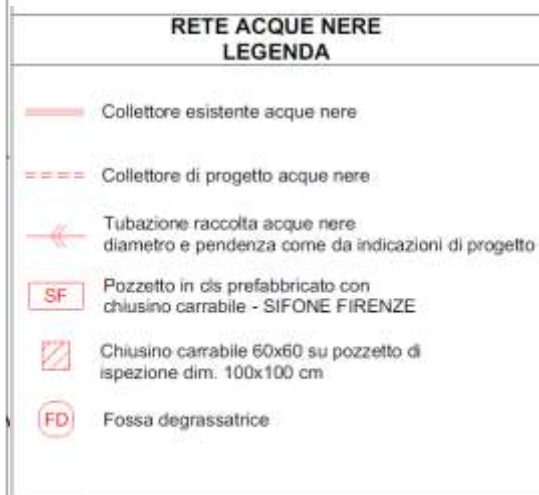 RETE ACQUE NERE
LEGENDA
Collettore esistente acque nere
Collettore di progetto acque nere
Tubazione raccolta acque nere
diametro e pendenza come da indicazioni di progetto
SF
Pozzetto in cls prefabbricato con
chiusino carrabile - SIFONE FIRENZE
Chiusino carrabile 60x60 su pozzetto di
ispezione dim. 100x100 cm
FD
Fossa degrassatrice